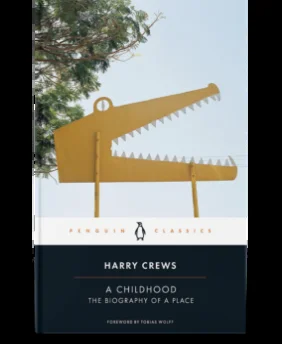 PENGUIN CLASSICS
HARRY CREWS
A CHILDHOOD
THE BIOGRAPHY OF A PLACE
FOREWORD BY TOBIAS WOLFF